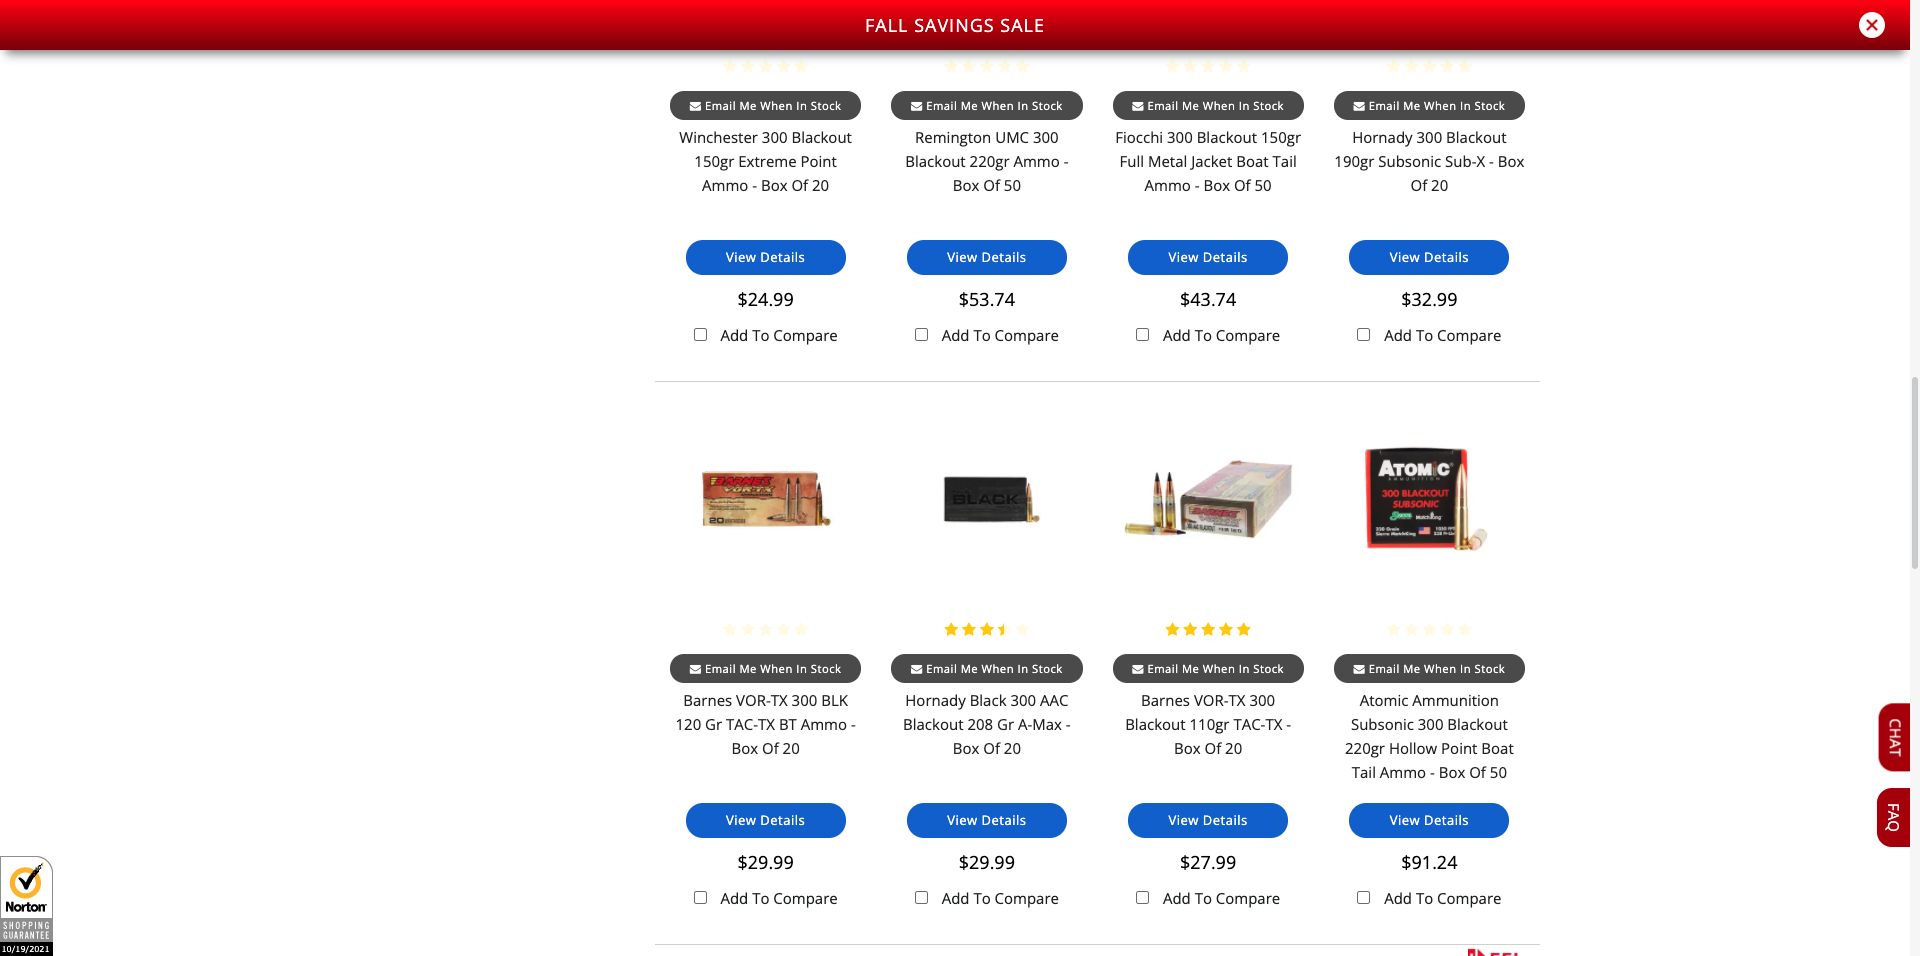 FALL SAVINGS SALE
Email Me When In Stock
Email Me When In Stock
Email Me When In Stock
Email Me When In Stock
Winchester 300 Blackout
150gr Extreme Point
Ammo - Box Of 20
Remington UMC 300
Blackout 220gr Ammo -
Box Of 50
Fiocchi 300 Blackout 150gr
Full Metal Jacket Boat Tail
Ammo - Box Of 50
Hornady 300 Blackout
190gr Subsonic Sub-X - Box
Of 20
View Details
View Details
View Details
View Details
$24.99
$53.74
$43.74
$32.99
Add To Compare
Add To Compare
Add To Compare
Add To Compare
BARNES
VOR-TX
20
BLACK
BARNES
ATOMIC
AMMUNITION
300 BLACKOUT
SUBSONIC
Email Me When In Stock
Email Me When In Stock
Email Me When In Stock
Email Me When In Stock
Barnes VOR-TX 300 BLK
120 Gr TAC-TX BT Ammo -
Box Of 20
Hornady Black 300 AAC
Blackout 208 Gr A-Max -
Box Of 20
Barnes VOR-TX 300
Blackout 110gr TAC-TX -
Box Of 20
Atomic Ammunition
Subsonic 300 Blackout
220gr Hollow Point Boat
Tail Ammo - Box Of 50
View Details
View Details
View Details
View Details
$29.99
$29.99
$27.99
$91.24
Add To Compare
Add To Compare
Add To Compare
Add To Compare
CHAT
FAQ
Norton
SHOPPING
GUARANTEE
10/19/2021